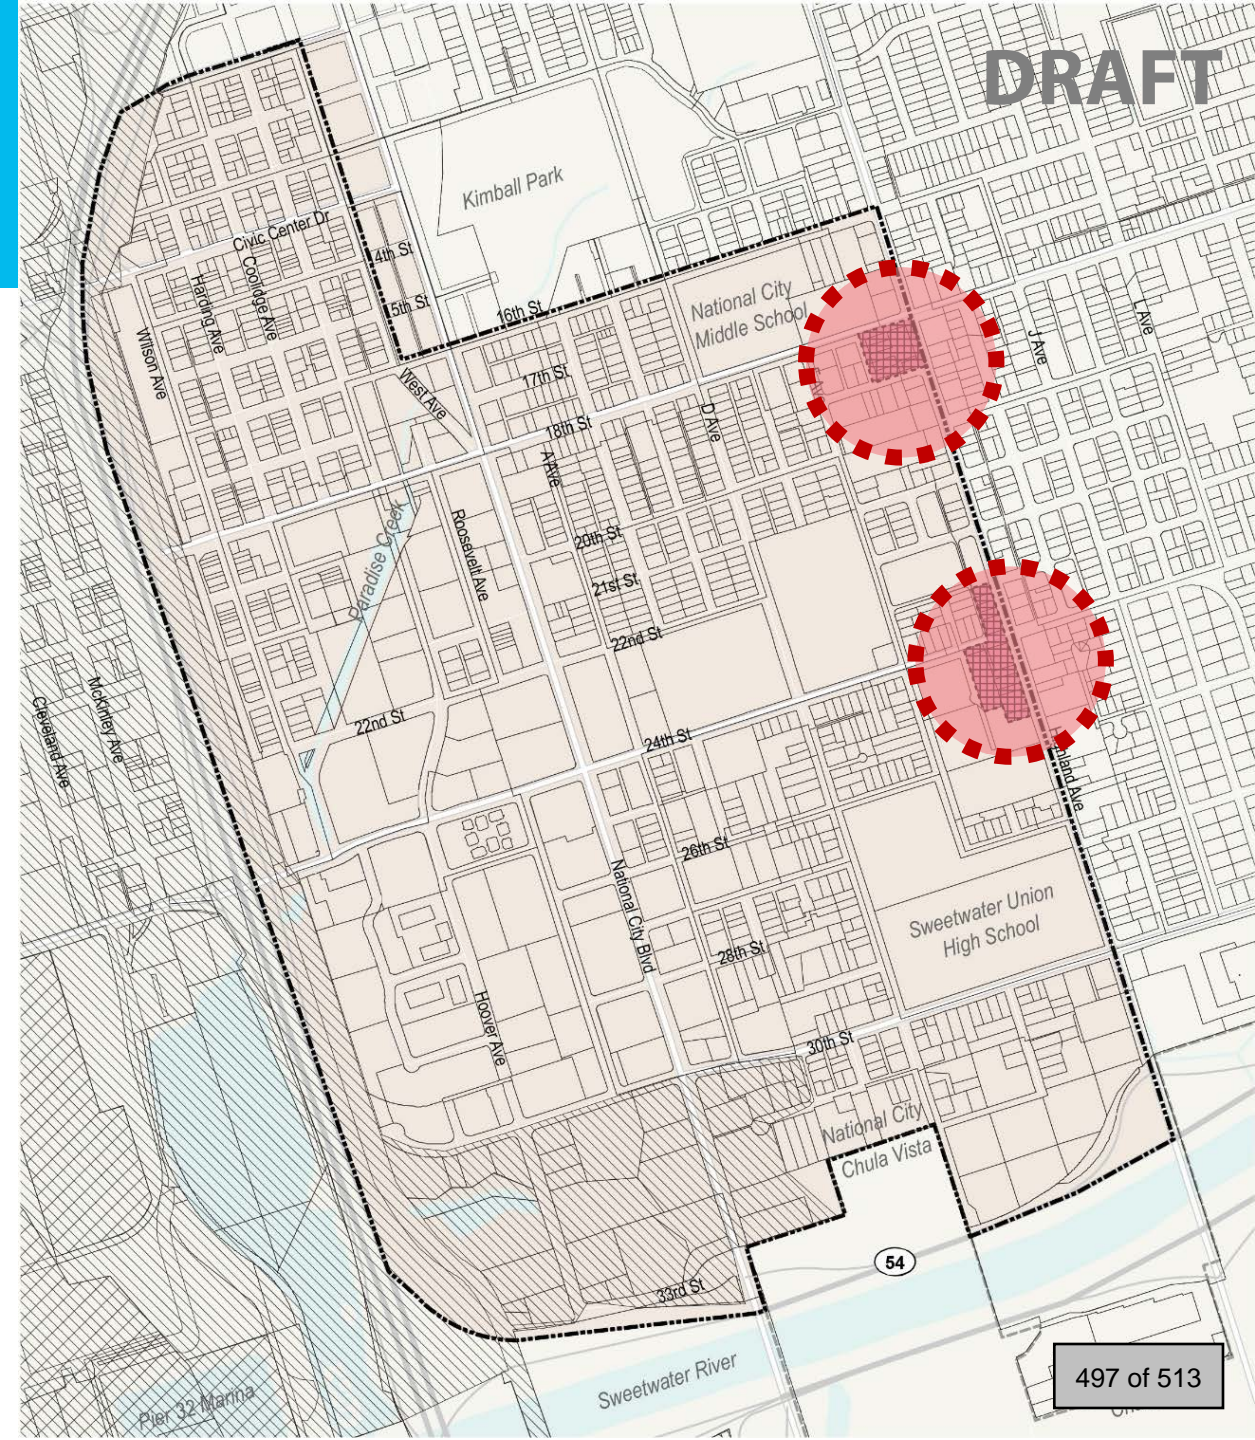 DRAFT
Kimball Park
Civic Center Dr
14th St
15th St
16th St
Harding Ave
Coolidge Ave
Wilson Ave
National City
Middle School
J Ave
L Ave
17th St
West Ave
18th St
D Ave
A Ave
Paradise Creek
Roosevelt Ave
20th St
21st St
22nd St
22nd St
24th St
Cleveland Ave
McKinley Ave
26th St
National City Blvd
28th St
Sweetwater Union
High School
Hoover Ave
30th St
National City
Chula Vista
54
33rd St
Sweetwater River
Pier 32 Marina
497 of 513